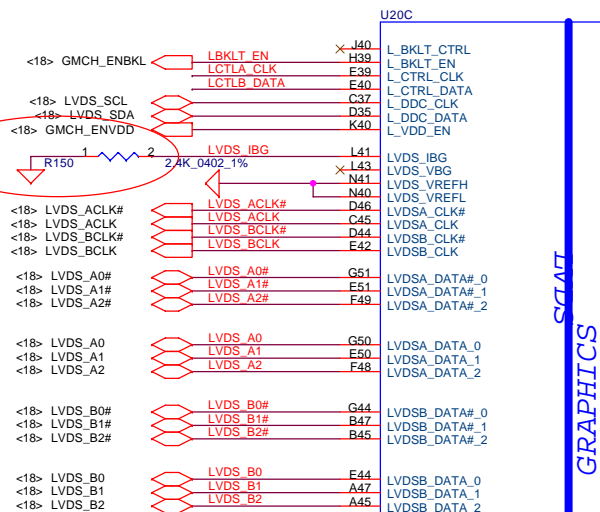 U20C
J40 L_BKLT_CTRL
<18> GMCH_ENBKL LBKLT_EN H39 L_BKLT_EN
LCTLA_CLK E39 L_CTRL_CLK
LCTLB_DATA E40 L_CTRL_DATA
<18> LVDS_SCL C37 L_DDC_CLK
<18> LVDS_SDA D35 L_DDC_DATA
<18> GMCH_ENVDD K40 L_VDD_EN
1 2 LVDS_IBG L41 LVDS_IBG
R150 2.4K_0402_1% L43 LVDS_VBG
N41 LVDS_VREFH
N40 LVDS_VREFL
<18> LVDS_ACLK# LVDS_ACLK# D46 LVDSA_CLK#
<18> LVDS_ACLK LVDS_ACLK C45 LVDSA_CLK
<18> LVDS_BCLK# LVDS_BCLK# D44 LVDSB_CLK#
<18> LVDS_BCLK LVDS_BCLK E42 LVDSB_CLK
<18> LVDS_A0# LVDS_A0# G51 LVDSA_DATA#_0
<18> LVDS_A1# LVDS_A1# E51 LVDSA_DATA#_1
<18> LVDS_A2# LVDS_A2# F49 LVDSA_DATA#_2
<18> LVDS_A0 LVDS_A0 G50 LVDSA_DATA_0
<18> LVDS_A1 LVDS_A1 E50 LVDSA_DATA_1
<18> LVDS_A2 LVDS_A2 F48 LVDSA_DATA_2
<18> LVDS_B0# LVDS_B0# G44 LVDSB_DATA#_0
<18> LVDS_B1# LVDS_B1# B47 LVDSB_DATA#_1
<18> LVDS_B2# LVDS_B2# B45 LVDSB_DATA#_2
<18> LVDS_B0 LVDS_B0 E44 LVDSB_DATA_0
<18> LVDS_B1 LVDS_B1 A47 LVDSB_DATA_1
<18> LVDS_B2 LVDS_B2 A45 LVDSB_DATA_2
LVDS
GRAPHICS